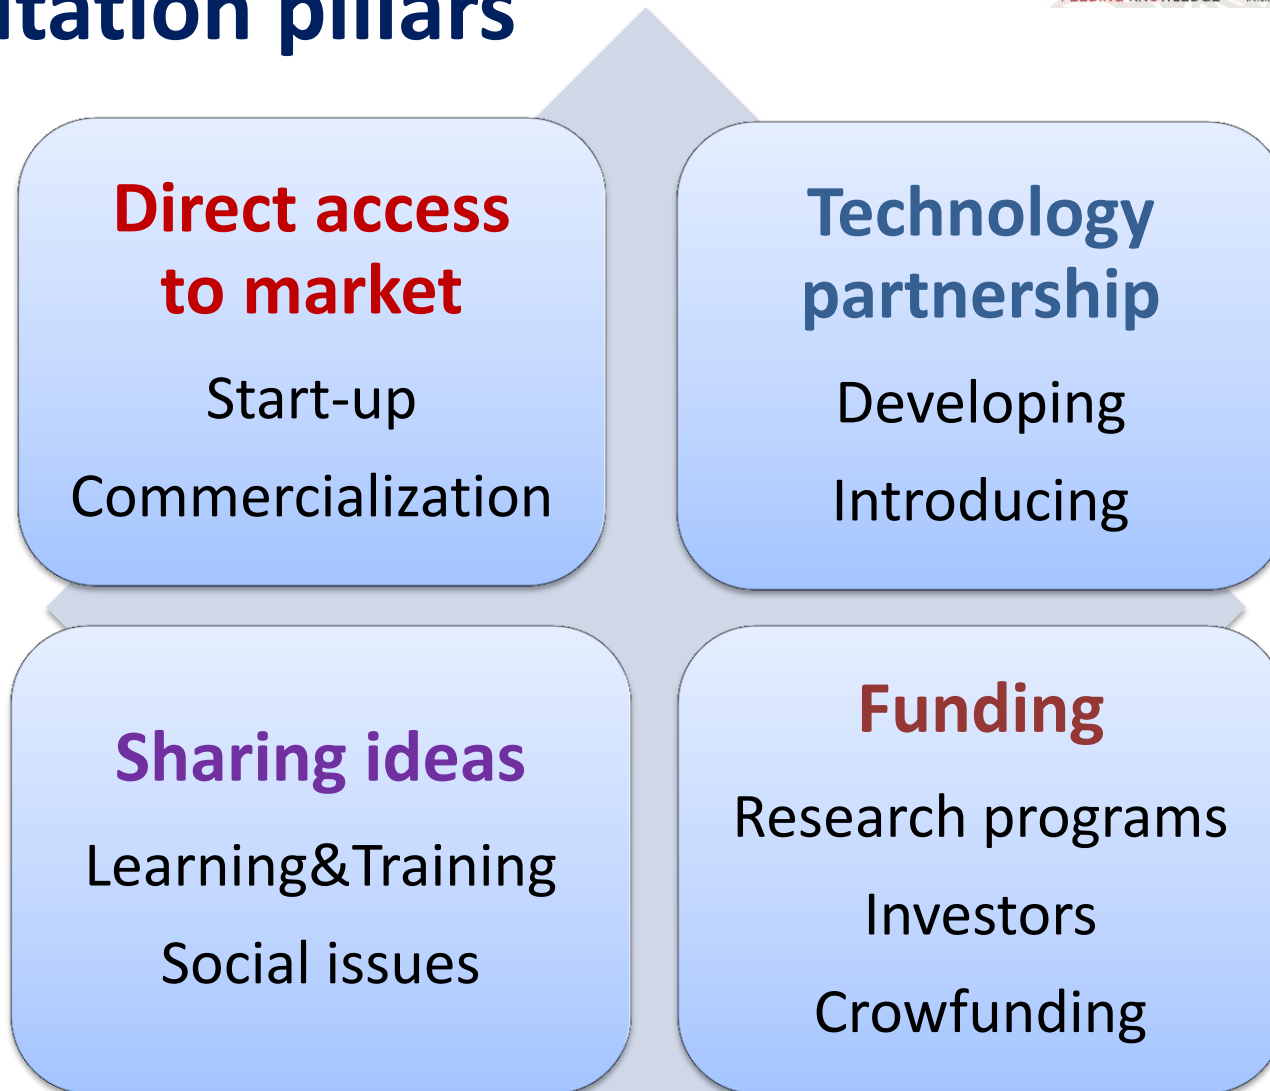 tation pillars
Direct access
to market
Start-up
Commercialization
Technology
partnership
Developing
Introducing
Sharing ideas
Learning&Training
Social issues
Funding
Research programs
Investors
Crowfunding